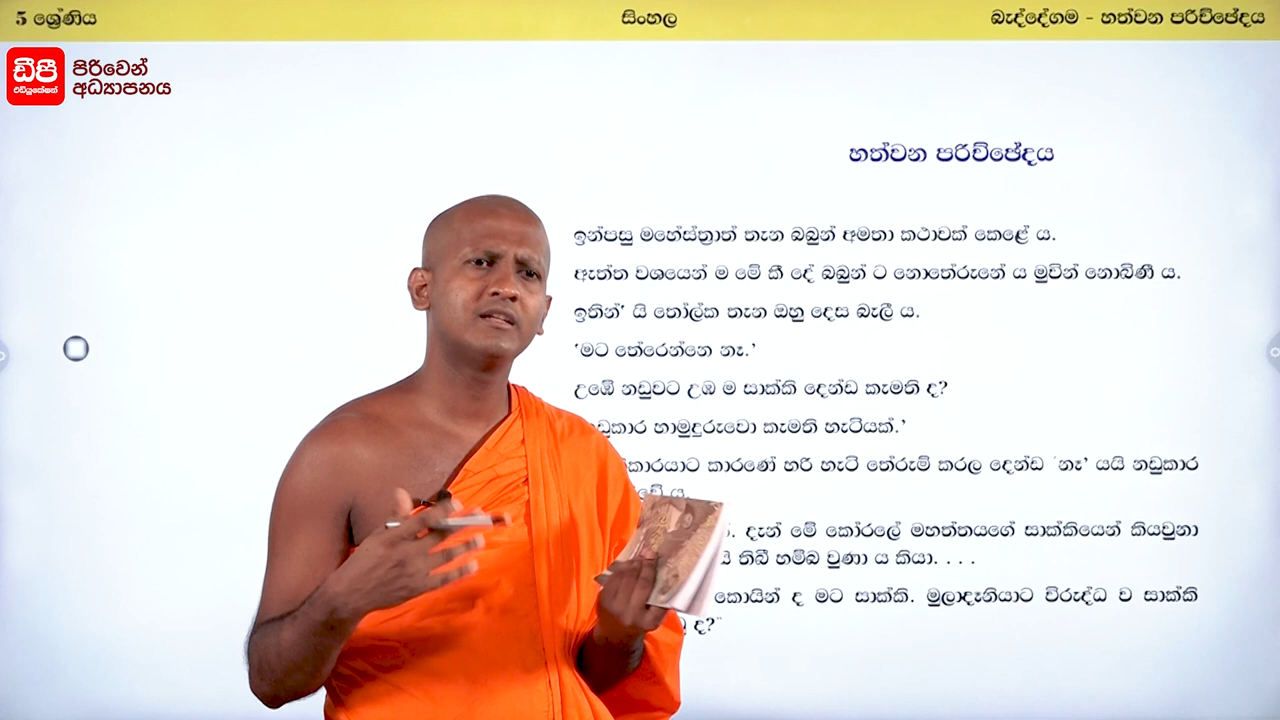 5 ශ්‍රේණිය
සිංහල
බැද්දේගම - හත්වන පරිච්ඡේදය
ඩීපී
එඩියුකේෂන්
පිරිවෙන්
අධ්‍යාපනය
හත්වන පරිච්ඡේදය
ඉන්පසු මහේස්ත්‍රාත් තැන බබුන් අමතා කථාවක් කෙළේ ය.
ඇත්ත වශයෙන් ම මේ කී දේ බබුන් ට නොතේරුනේ ය මුවින් නොබිණී ය.
ඉතින්' යි තෝල්ක තැන ඔහු දෙස බැලී ය.
'මට තේරෙන්නෙ නෑ.'
උඹේ නඩුවට උඹ ම සාක්කි දෙන්ඩ කැමති ද?
හාමුදුරුවො කැමති හැටියක්.'
කාරණේ හරි හැටි තේරුම් කරල දෙන්ඩ 'නෑ' යයි නඩුකාර
ය.
දැන් මේ කෝරලේ මහත්තයගේ සාක්කියෙන් කියවුනා
තිබී හම්බ වුණා ය කියා. . . .
කොයින් ද මට සාක්කි. මුලාදෑනියාට විරුද්ධ ව සාක්කි
ද?"